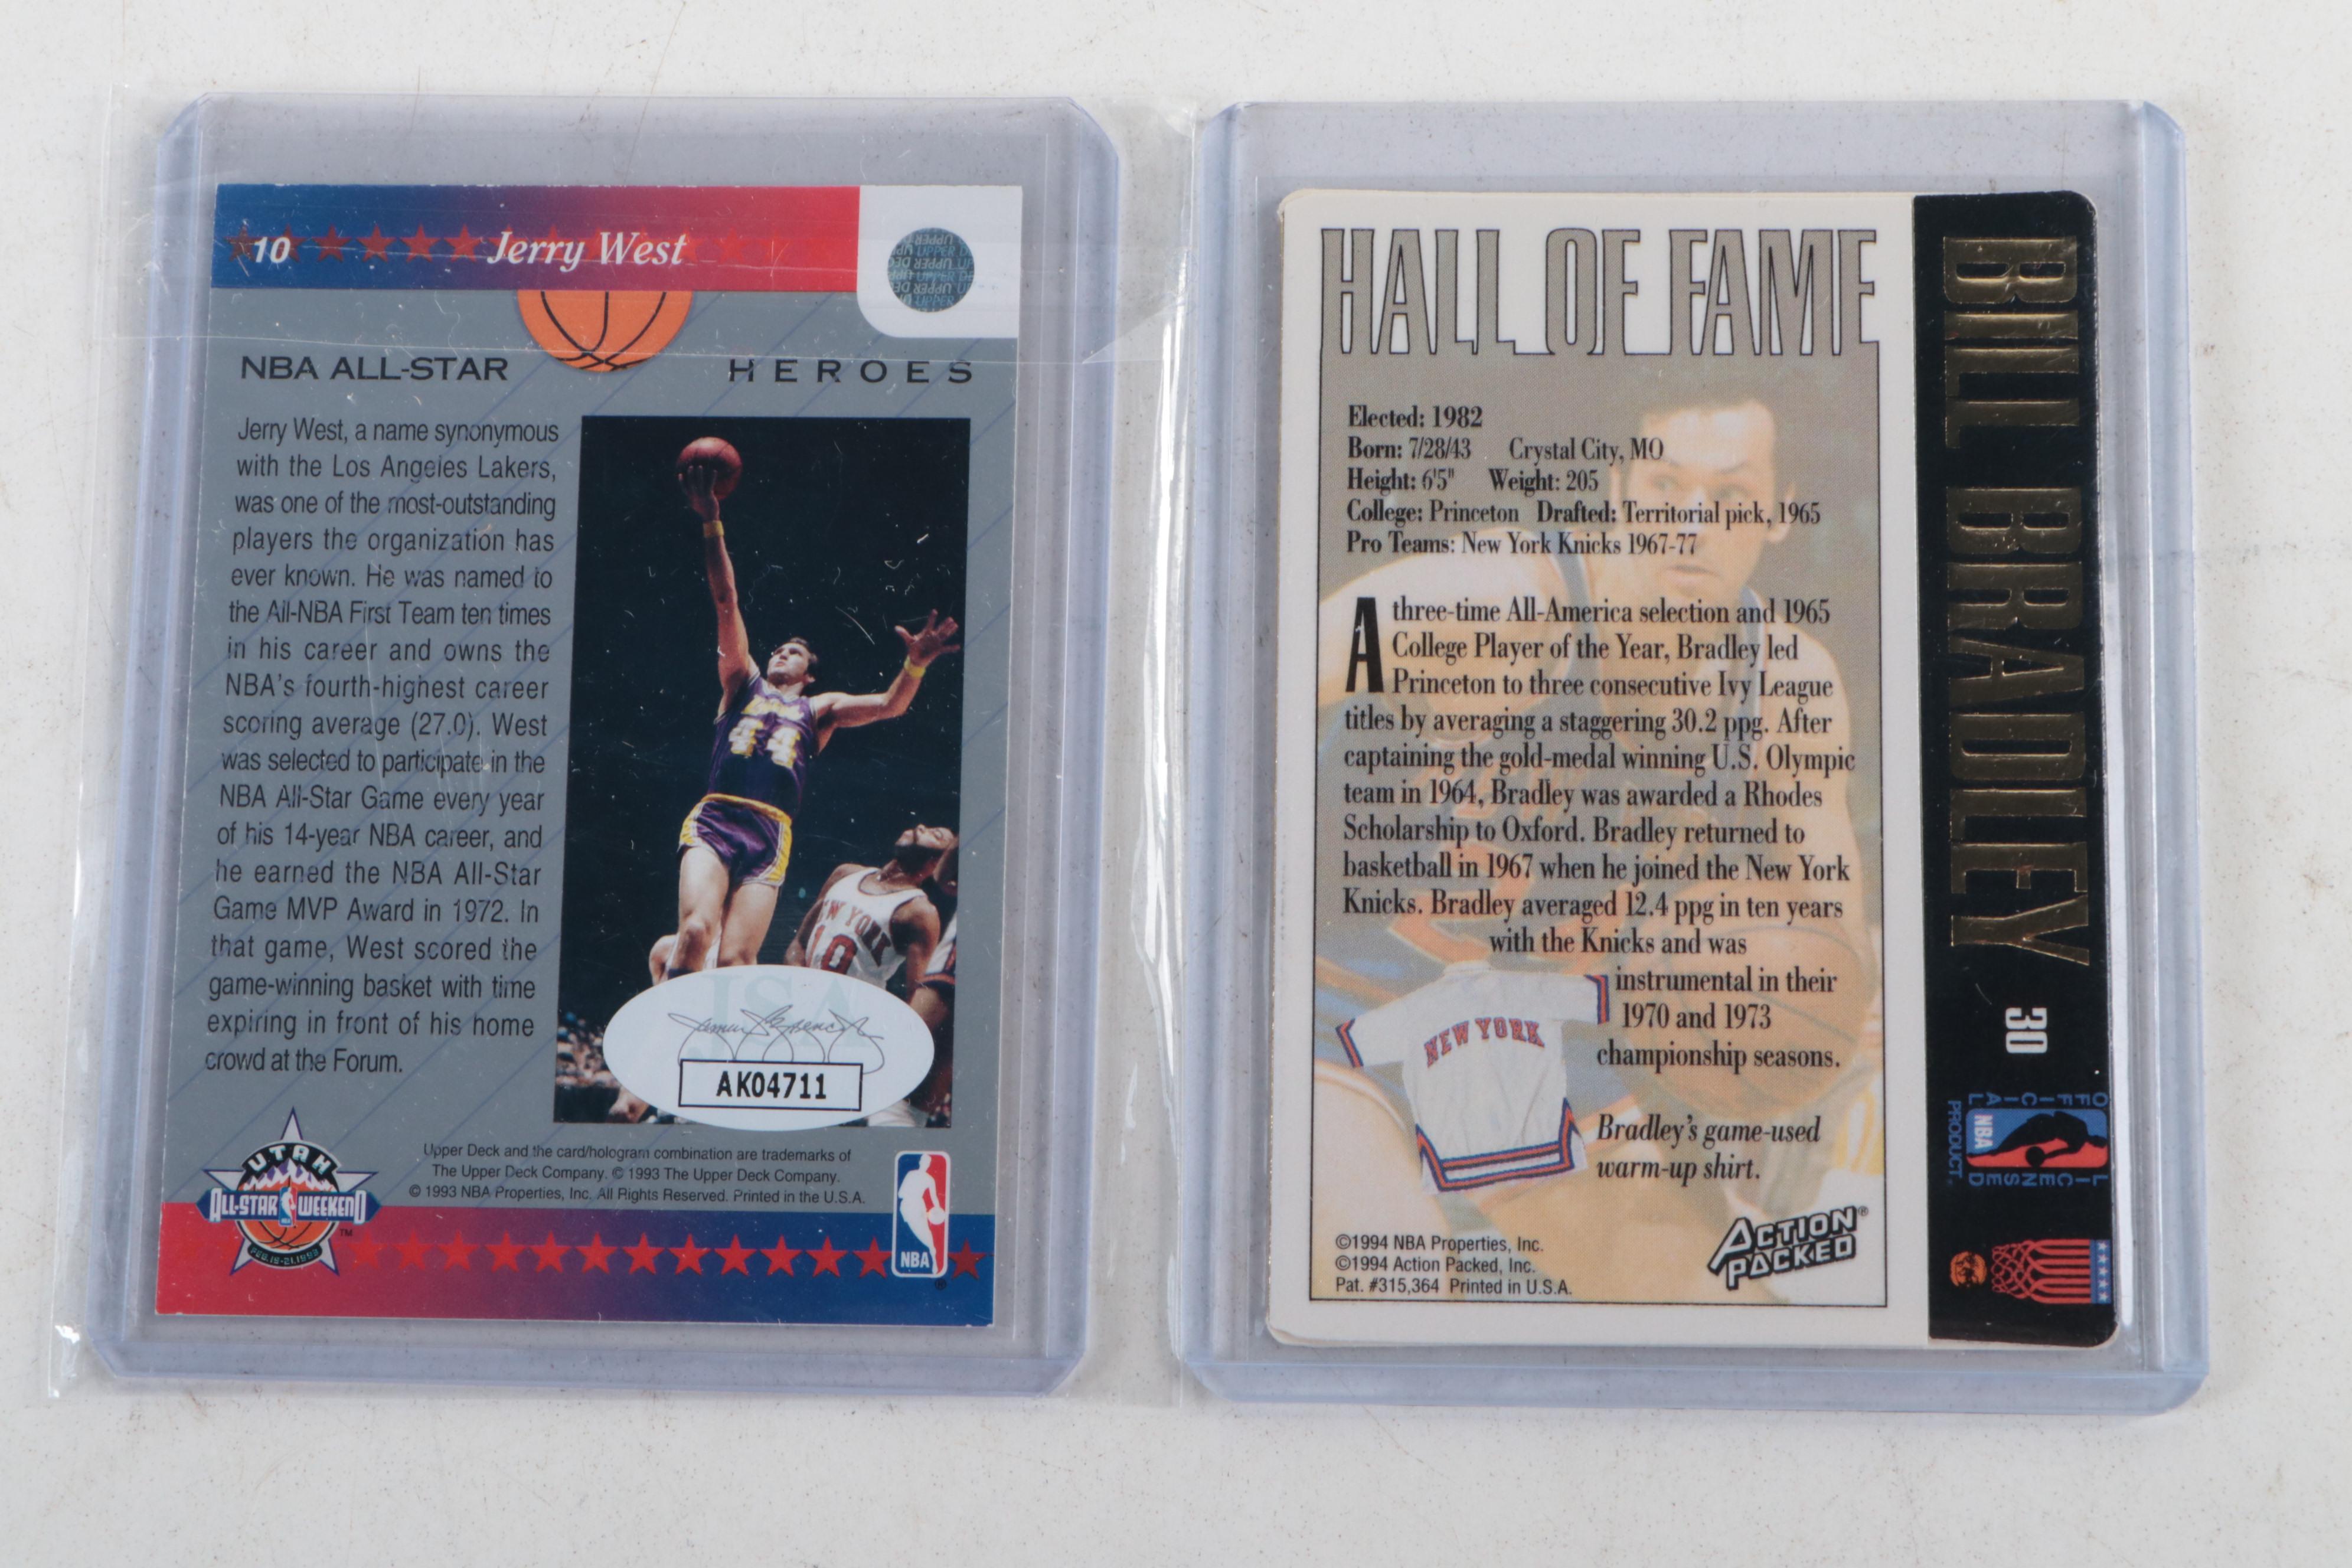 10
Jerry West
NBA ALL-STAR
HEROES
Jerry West, a name synonymous
with the Los Angeles Lakers,
was one of the most-outstanding
players the organization has
ever known. He was named to
the All-NBA First Team ten times
in his career and owns the
NBA's fourth-highest career
scoring average (27.0). West
was selected to participate in the
NBA All-Star Game every year
of his 14-year NBA career, and
he earned the NBA All-Star
Game MVP Award in 1972. In
that game, West scored the
game-winning basket with time
expiring in front of his home
crowd at the Forum.
44
NEW YORK
10
JSA
AK04711
UTAH
ALL-STAR WEEKEND
TM
FEB. 19-21, 1993
Upper Deck and the card/hologram combination are trademarks of
The Upper Deck Company. © 1993 The Upper Deck Company.
© 1993 NBA Properties, Inc. All Rights Reserved. Printed in the U.S.A.
NBA
®
HALL OF FAME
Elected: 1982
Born: 7/28/43 Crystal City, MO
Height: 6'5" Weight: 205
College: Princeton Drafted: Territorial pick, 1965
Pro Teams: New York Knicks 1967-77
A three-time All-America selection and 1965
College Player of the Year, Bradley led
Princeton to three consecutive Ivy League
titles by averaging a staggering 30.2 ppg. After
captaining the gold-medal winning U.S. Olympic
team in 1964, Bradley was awarded a Rhodes
Scholarship to Oxford. Bradley returned to
basketball in 1967 when he joined the New York
Knicks. Bradley averaged 12.4 ppg in ten years
with the Knicks and was
instrumental in their
1970 and 1973
championship seasons.
NEW YORK
Bradley's game-used
warm-up shirt.
©1994 NBA Properties, Inc.
©1994 Action Packed, Inc.
Pat. #315,364 Printed in U.S.A.
ACTION
PACKED®
BILL BRADLEY
30
OFFICIAL
NBA
LICENSED
PRODUCT